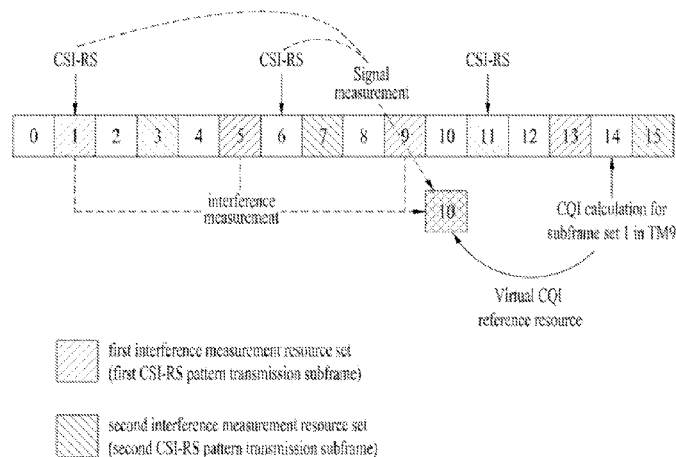 CSI-RS
CSI-RS
CSI-RS
Signal
measurement
0 1 2 3 4 5 6 7 8 9 10 11 12 13 14 15
interference
measurement
10
CQI calculation for
subframe set 1 in TM9
Virtual CQI
reference resource
first interference measurement resource set
(first CSI-RS pattern transmission subframe)
second interference measurement resource set
(second CSI-RS pattern transmission subframe)